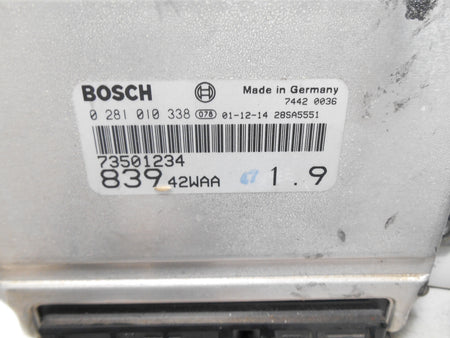 BOSCH Made in Germany
7442 0036
0 281 010 338 078 01-12-14 28SA5551
73501234
839 42WAA 1.9